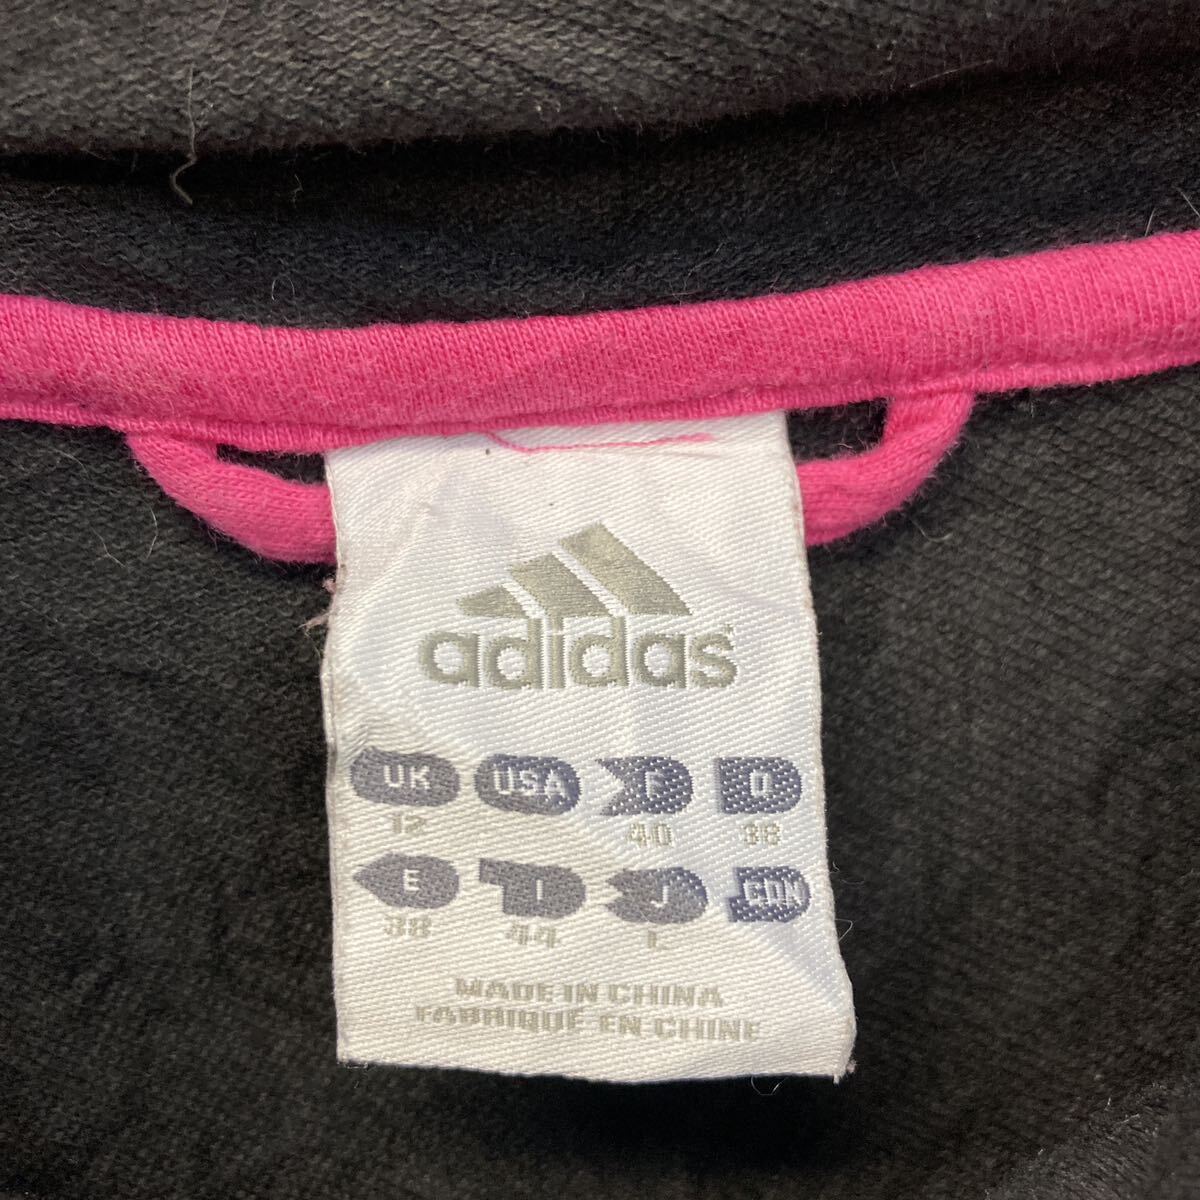 adidas
UK USA F D
12 40 38
E I J CDN
38 44 L
MADE IN CHINA
FABRIQUE EN CHINE